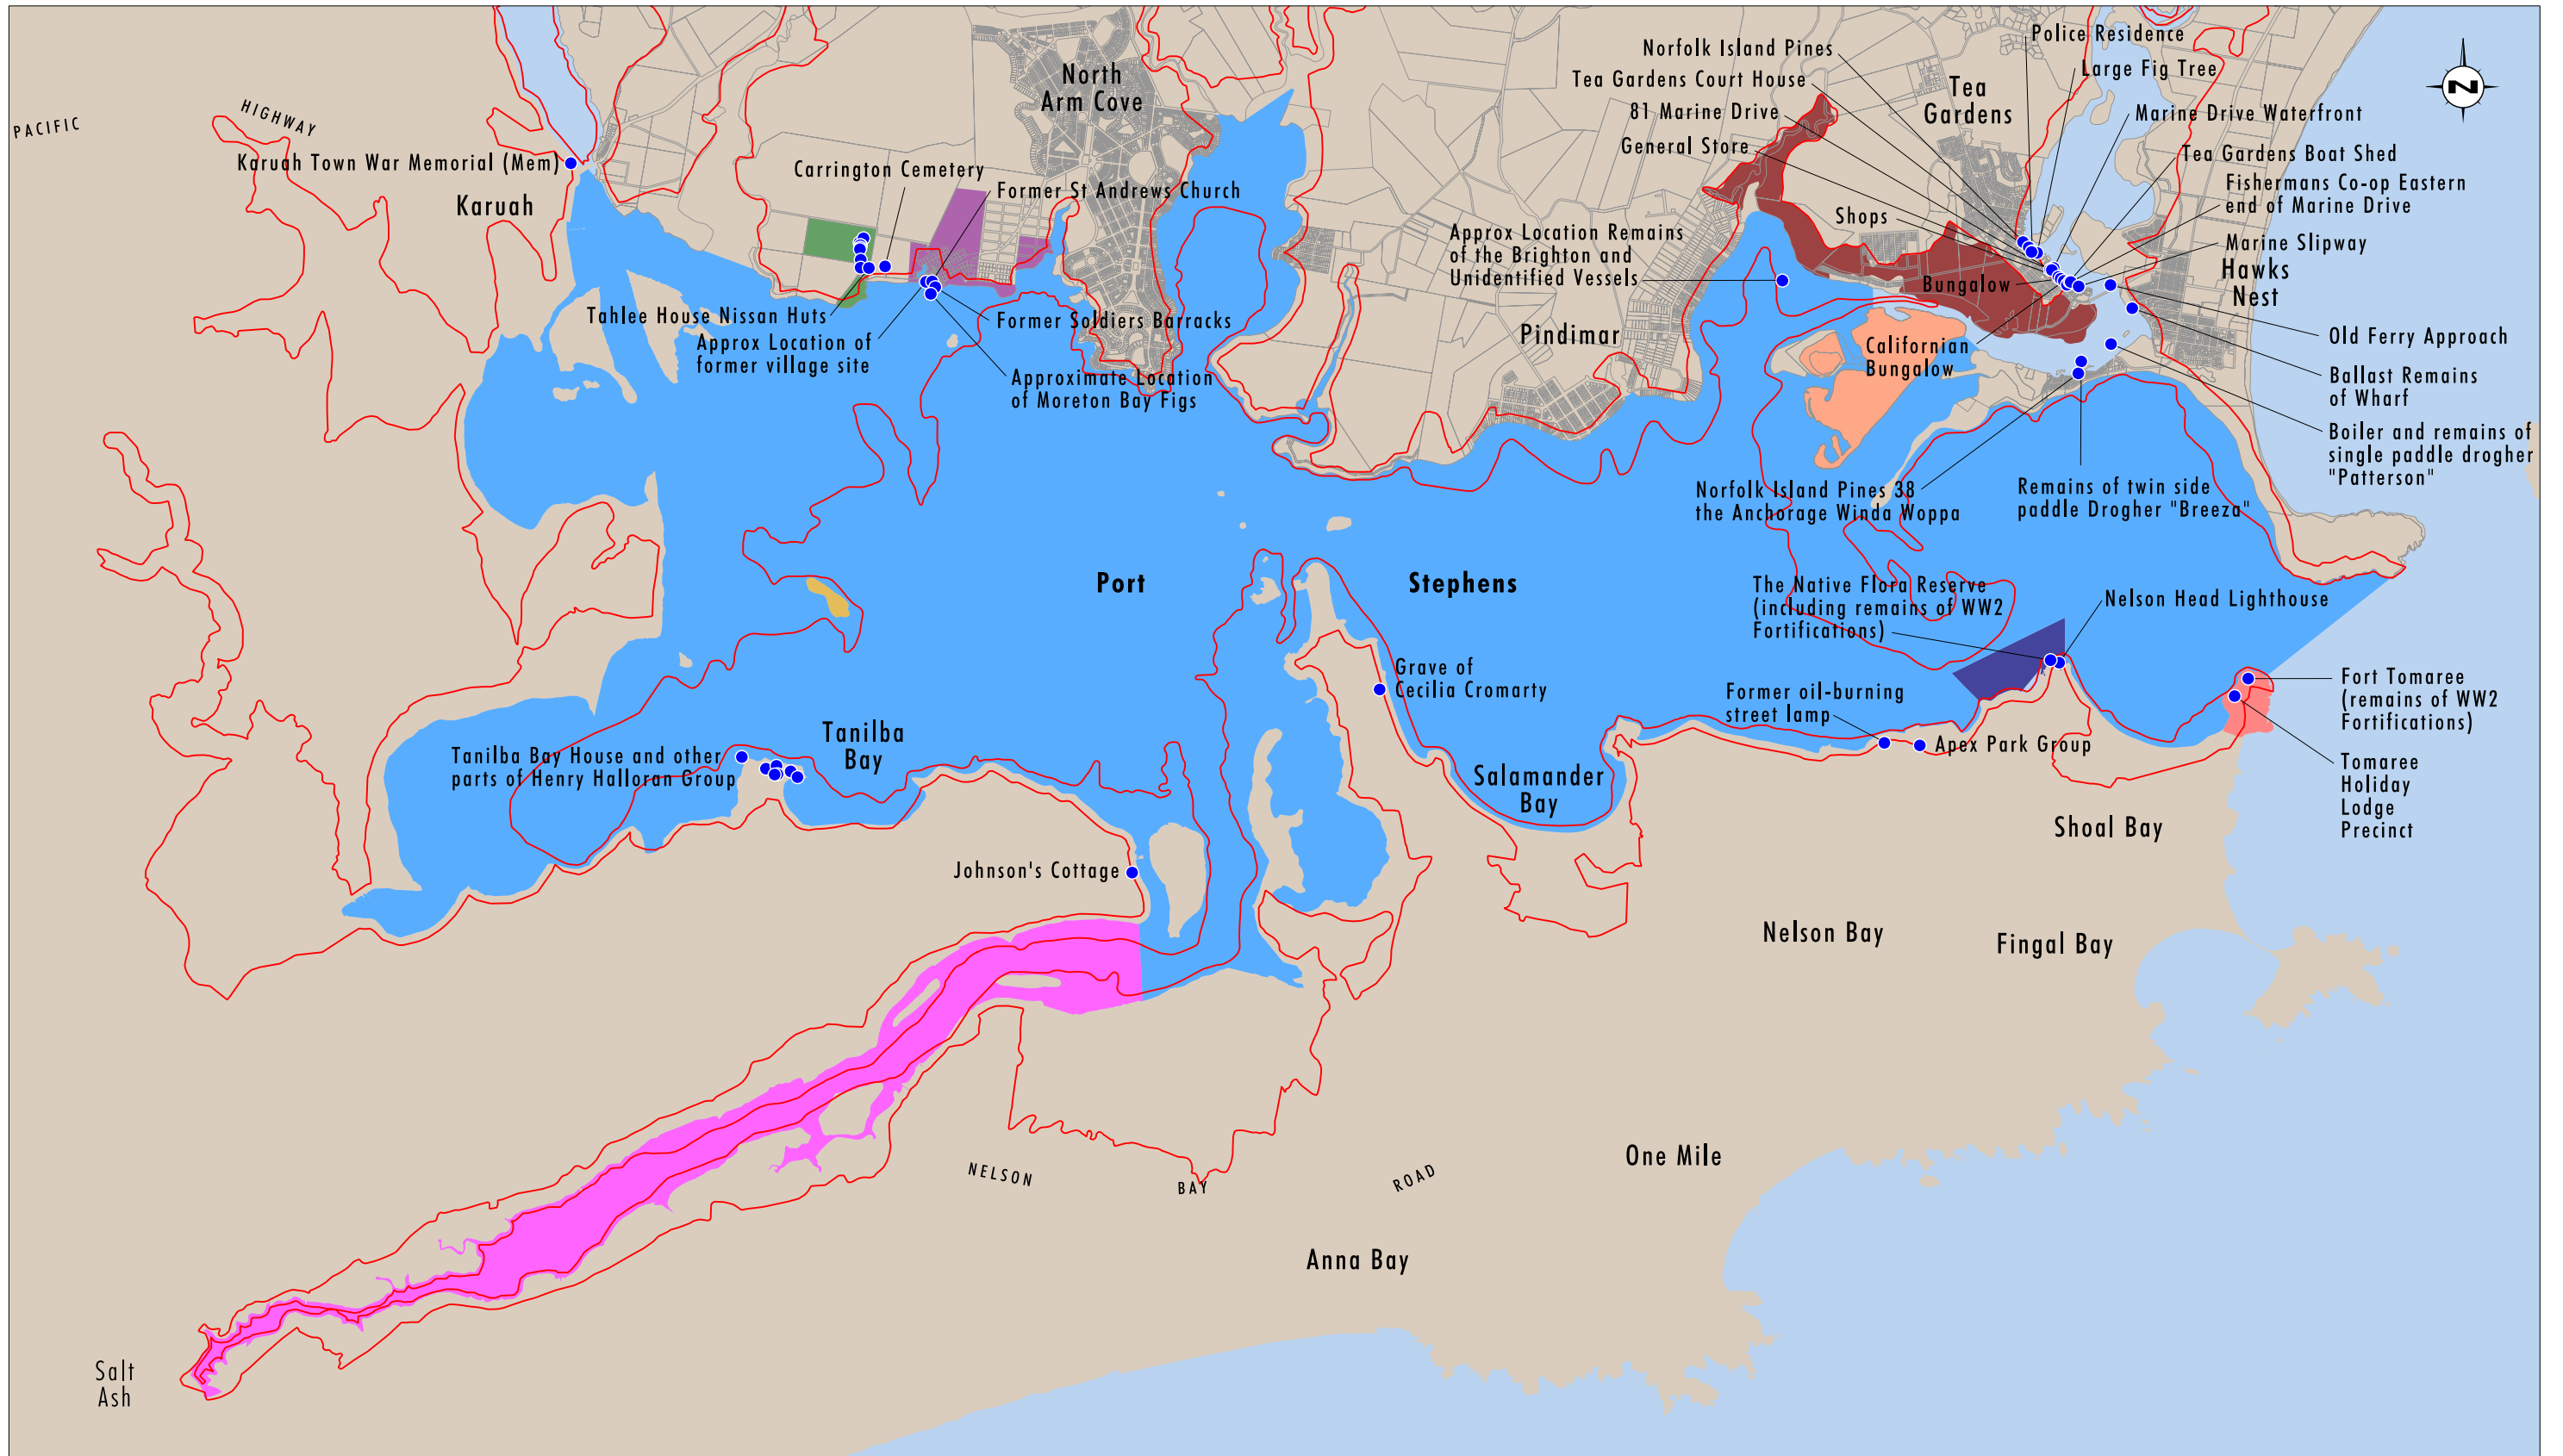 PACIFIC
HIGHWAY
Karuah Town War Memorial (Mem)
Karuah
North
Arm Cove
Carrington Cemetery
Former St Andrews Church
Tahlee House Nissan Huts
Approx Location of
former village site
Former Soldiers Barracks
Approximate Location
of Moreton Bay Figs
Norfolk Island Pines
Tea Gardens Court House
81 Marine Drive
General Store
Shops
Approx Location Remains
of the Brighton and
Unidentified Vessels
Pindimar
Tea
Gardens
Police Residence
Large Fig Tree
Marine Drive Waterfront
Tea Gardens Boat Shed
Fishermans Co-op Eastern
end of Marine Drive
Marine Slipway
Hawks
Nest
Bungalow
Californian
Bungalow
Old Ferry Approach
Ballast Remains
of Wharf
Boiler and remains of
single paddle drogher
"Patterson"
Norfolk Island Pines 38
the Anchorage Winda Woppa
Remains of twin side
paddle Drogher "Breeza"
N
Port
Stephens
The Native Flora Reserve
(including remains of WW2
Fortifications)
Nelson Head Lighthouse
Grave of
Cecilia Cromarty
Former oil-burning
street lamp
Apex Park Group
Fort Tomaree
(remains of WW2
Fortifications)
Tomaree
Holiday
Lodge
Precinct
Tanilba
Bay
Tanilba Bay House and other
parts of Henry Halloran Group
Salamander
Bay
Shoal Bay
Johnson's Cottage
Nelson Bay
Fingal Bay
One Mile
NELSON
BAY
ROAD
Anna Bay
Salt
Ash